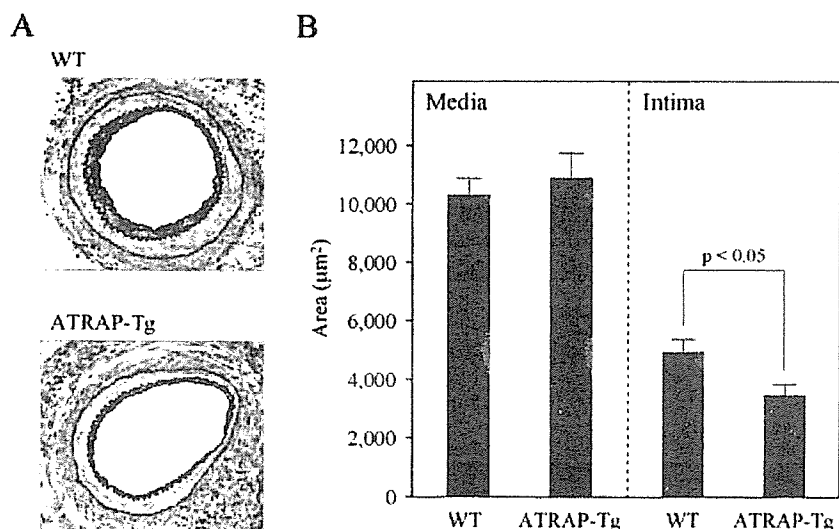 A
WT
ATRAP-Tg
B
Media
Intima
Area (μm²)
12,000
10,000
8,000
6,000
4,000
2,000
0
p < 0.05
WT
ATRAP-Tg
WT
ATRAP-Tg